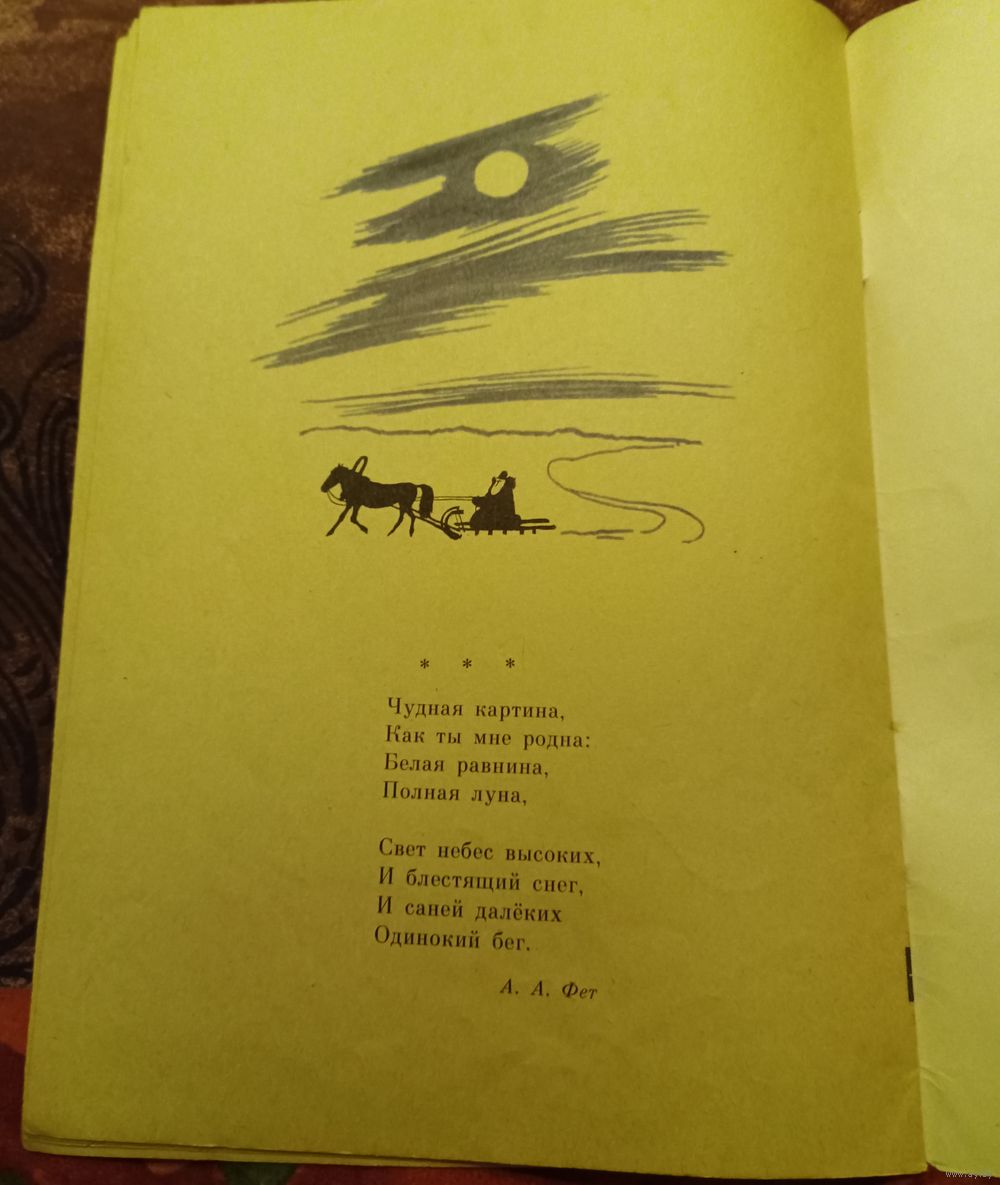 * * *
Чудная картина,
Как ты мне родна:
Белая равнина,
Полная луна,
Свет небес высоких,
И блестящий снег,
И саней далёких
Одинокий бег.
А. А. Фет